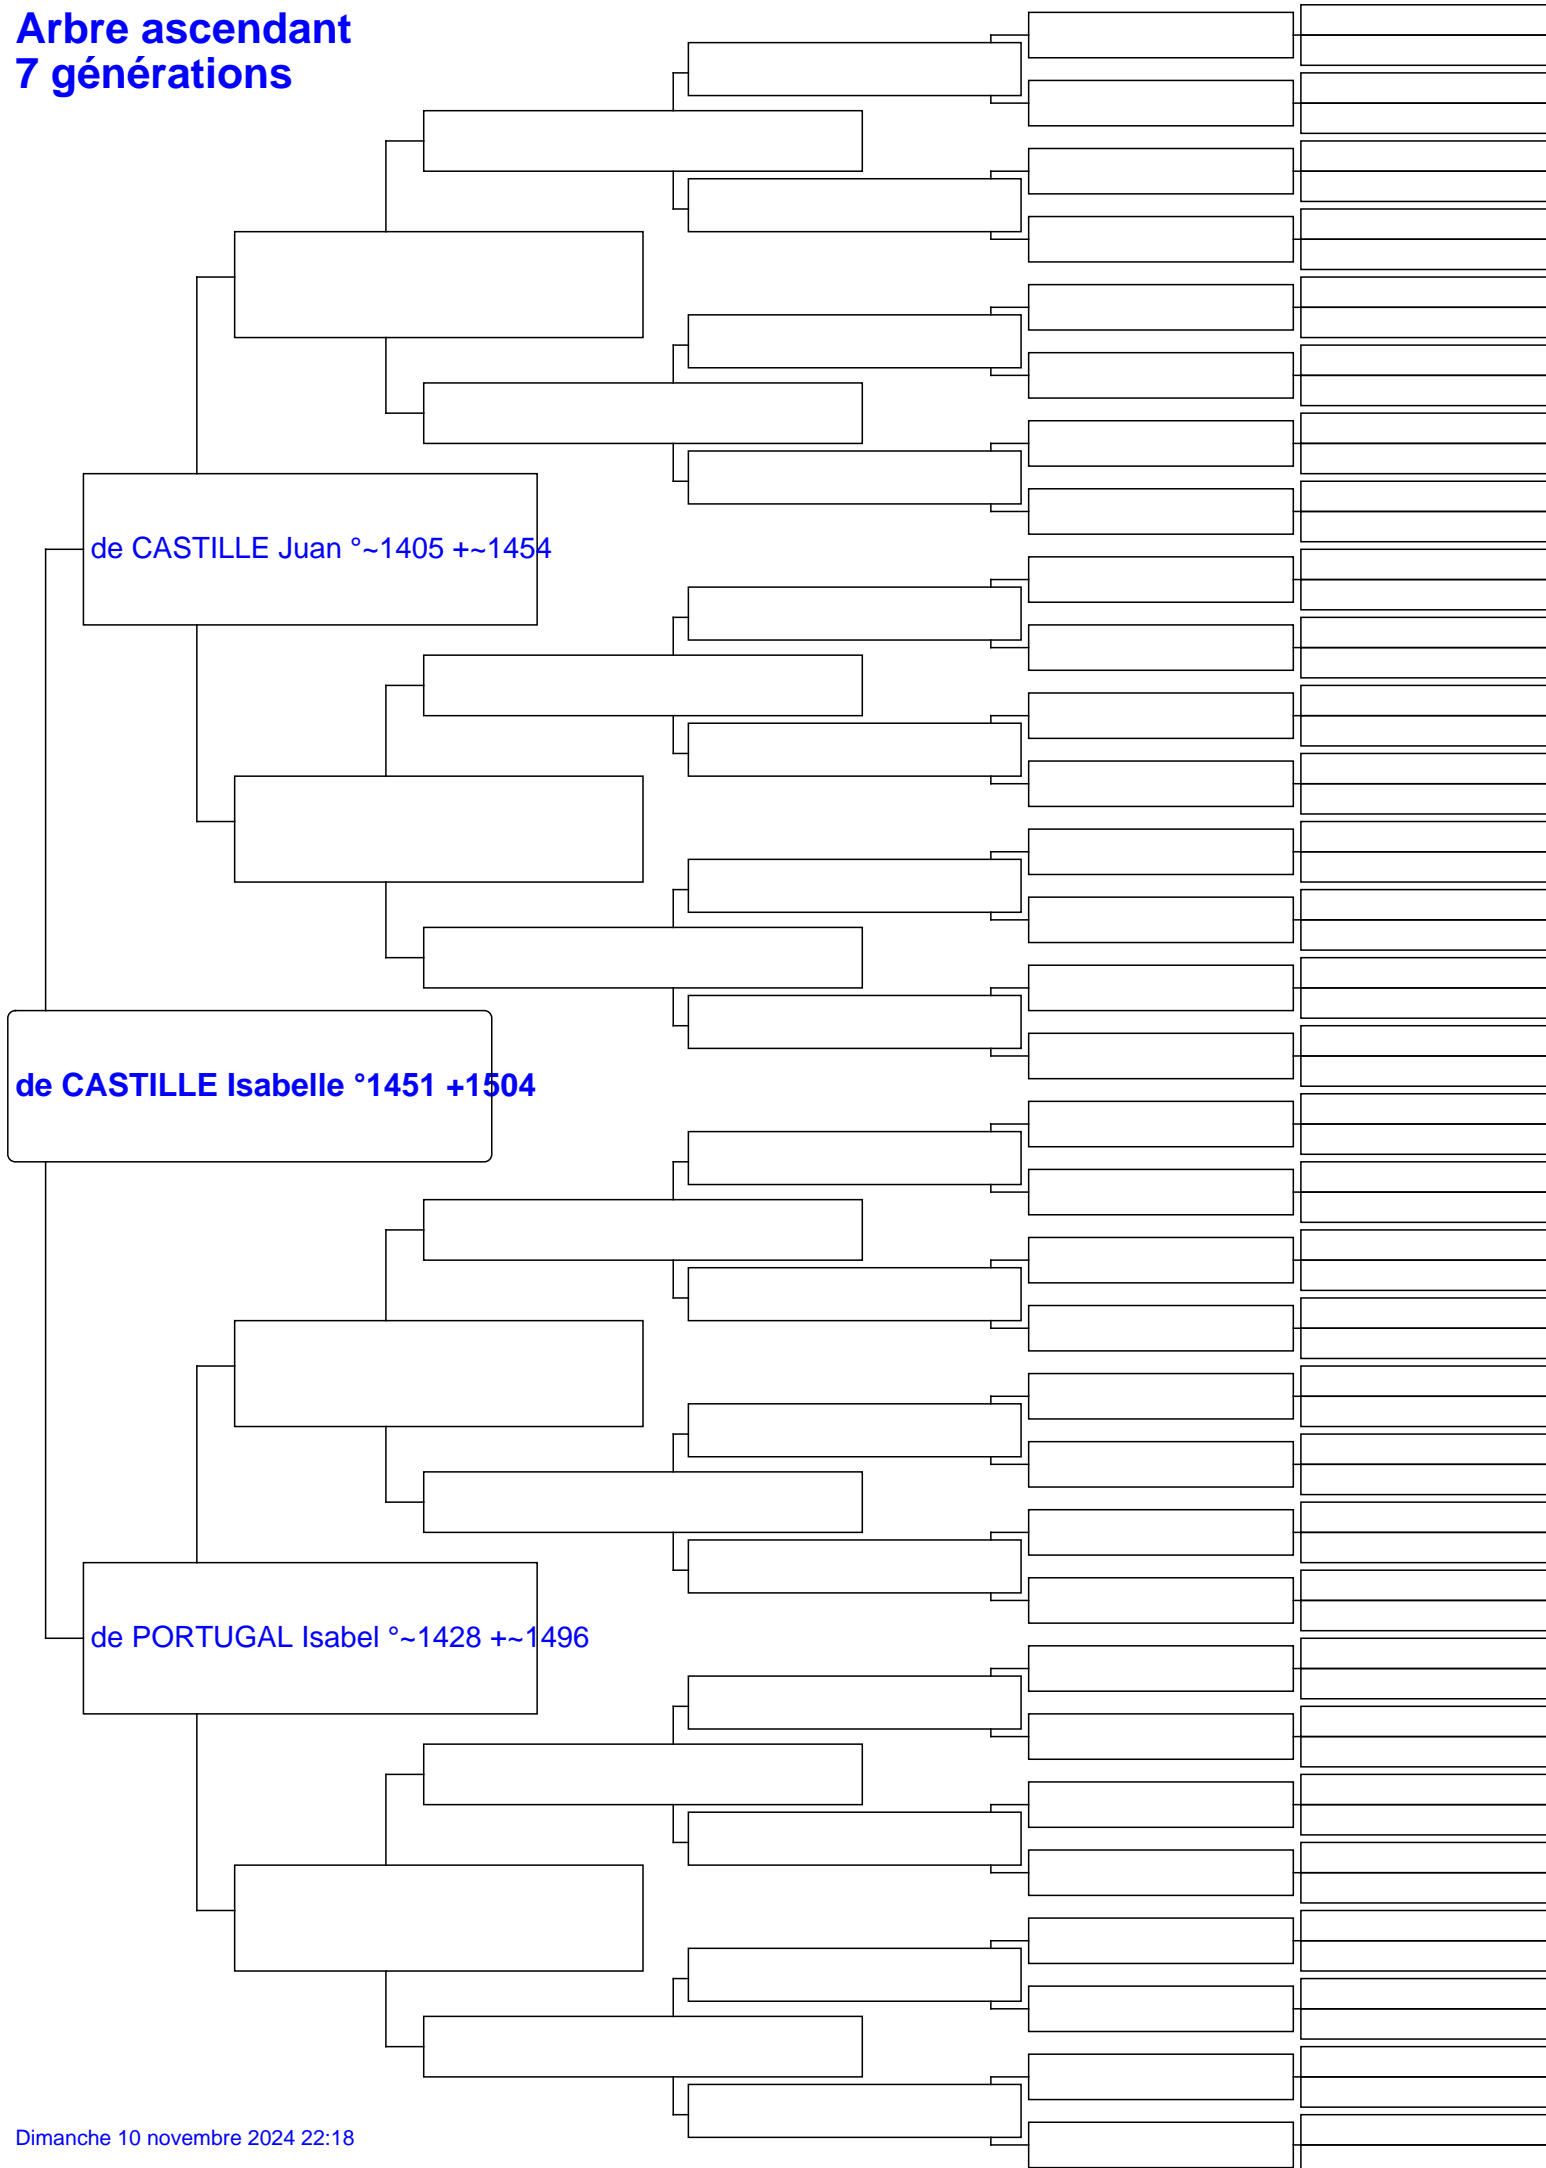 Arbre ascendant
7 générations
de CASTILLE Juan °~1405 +~1454
de CASTILLE Isabelle °1451 +1504
de PORTUGAL Isabel °~1428 +~1496
Dimanche 10 novembre 2024 22:18